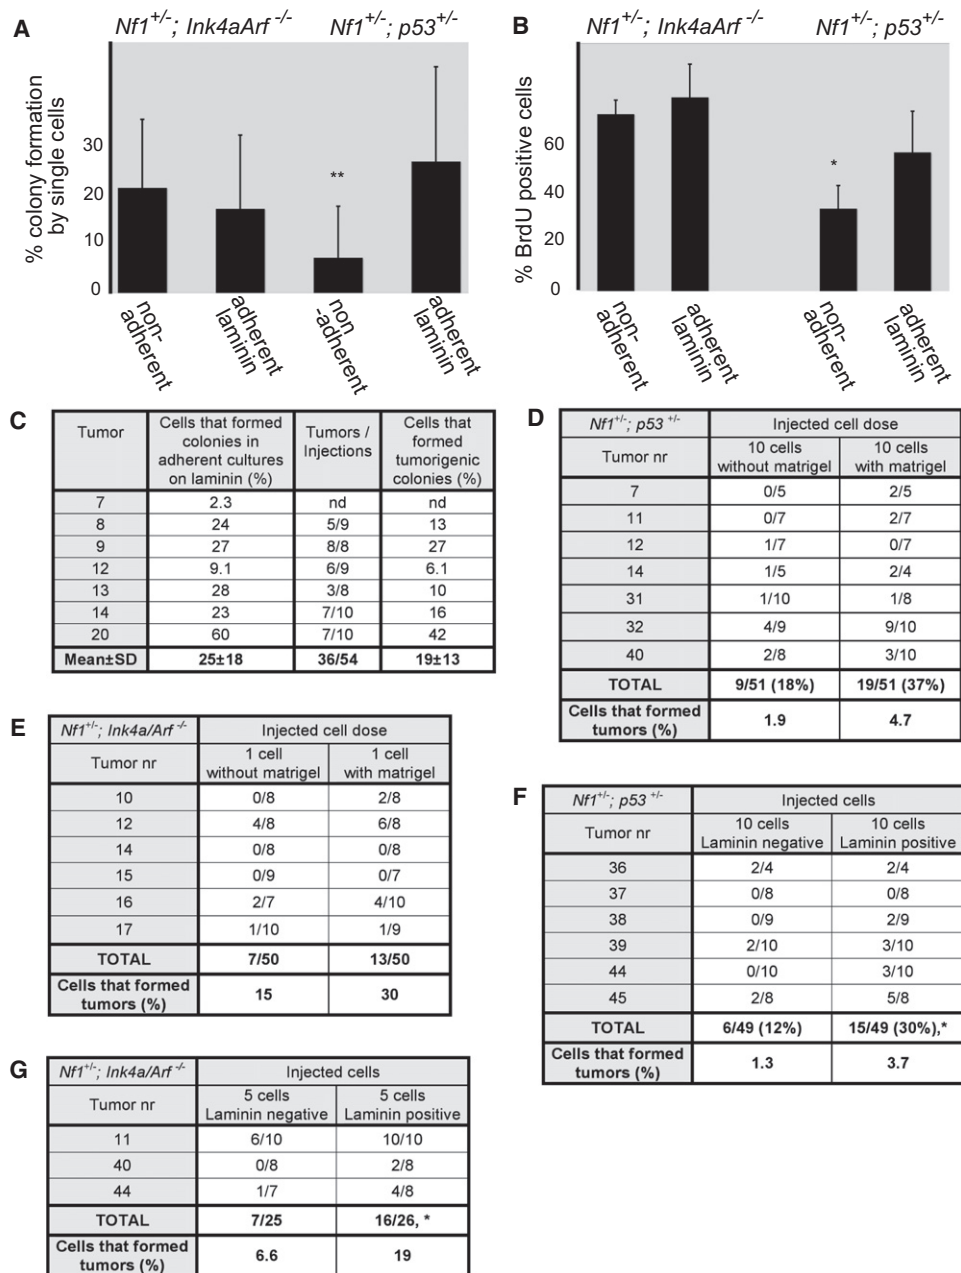 A
Nf1+/-; Ink4aArf -/-
Nf1+/-; p53+/-
% colony formation
by single cells
30
20
10
0
**
non-
adherent
adherent
laminin
non
-adherent
adherent
laminin
B
Nf1+/-; Ink4aArf -/-
Nf1+/-; p53+/-
% BrdU positive cells
60
40
20
0
*
non-
adherent
adherent
laminin
non-
adherent
adherent
laminin
C
Tumor | Cells that formed colonies in adherent cultures on laminin (%) | Tumors / Injections | Cells that formed tumorigenic colonies (%)
7 | 2.3 | nd | nd
8 | 24 | 5/9 | 13
9 | 27 | 8/8 | 27
12 | 9.1 | 6/9 | 6.1
13 | 28 | 3/8 | 10
14 | 23 | 7/10 | 16
20 | 60 | 7/10 | 42
Mean±SD | 25±18 | 36/54 | 19±13
D
Nf1+/-; p53 +/- | Injected cell dose
Tumor nr | 10 cells without matrigel | 10 cells with matrigel
7 | 0/5 | 2/5
11 | 0/7 | 2/7
12 | 1/7 | 0/7
14 | 1/5 | 2/4
31 | 1/10 | 1/8
32 | 4/9 | 9/10
40 | 2/8 | 3/10
TOTAL | 9/51 (18%) | 19/51 (37%)
Cells that formed tumors (%) | 1.9 | 4.7
E
Nf1+/-; Ink4a/Arf -/- | Injected cell dose
Tumor nr | 1 cell without matrigel | 1 cell with matrigel
10 | 0/8 | 2/8
12 | 4/8 | 6/8
14 | 0/8 | 0/8
15 | 0/9 | 0/7
16 | 2/7 | 4/10
17 | 1/10 | 1/9
TOTAL | 7/50 | 13/50
Cells that formed tumors (%) | 15 | 30
F
Nf1+/-; p53 +/- | Injected cells
Tumor nr | 10 cells Laminin negative | 10 cells Laminin positive
36 | 2/4 | 2/4
37 | 0/8 | 0/8
38 | 0/9 | 2/9
39 | 2/10 | 3/10
44 | 0/10 | 3/10
45 | 2/8 | 5/8
TOTAL | 6/49 (12%) | 15/49 (30%),*
Cells that formed tumors (%) | 1.3 | 3.7
G
Nf1+/-; Ink4a/Arf -/- | Injected cells
Tumor nr | 5 cells Laminin negative | 5 cells Laminin positive
11 | 6/10 | 10/10
40 | 0/8 | 2/8
44 | 1/7 | 4/8
TOTAL | 7/25 | 16/26, *
Cells that formed tumors (%) | 6.6 | 19